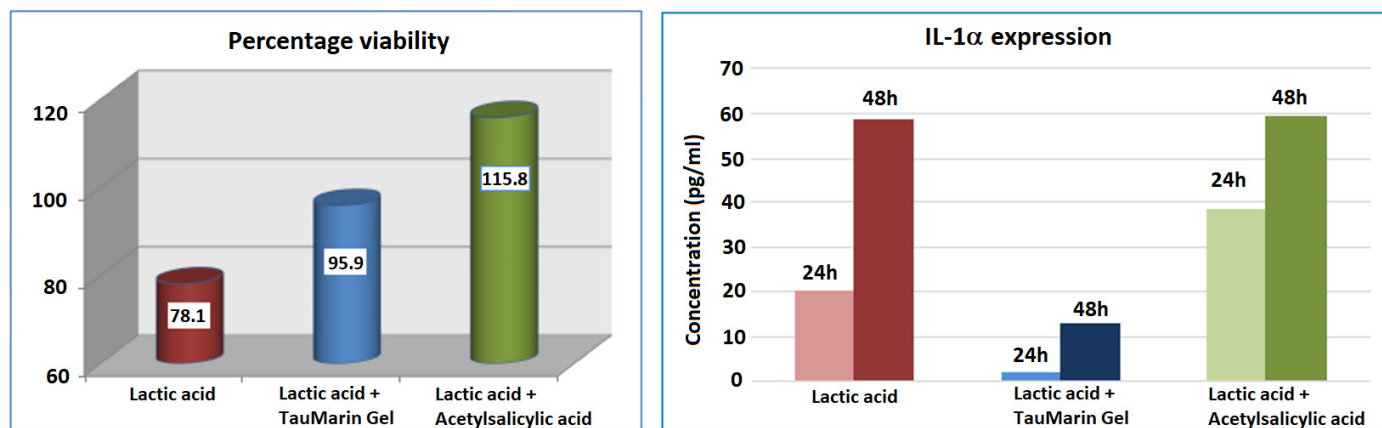 Percentage viability
120
100
80
60
78.1
95.9
115.8
Lactic acid
Lactic acid +
TauMarin Gel
Lactic acid +
Acetylsalicylic acid
IL-1α expression
Concentration (pg/ml)
70
60
50
40
30
20
10
0
24h
48h
24h
48h
24h
48h
Lactic acid
Lactic acid +
TauMarin Gel
Lactic acid +
Acetylsalicylic acid